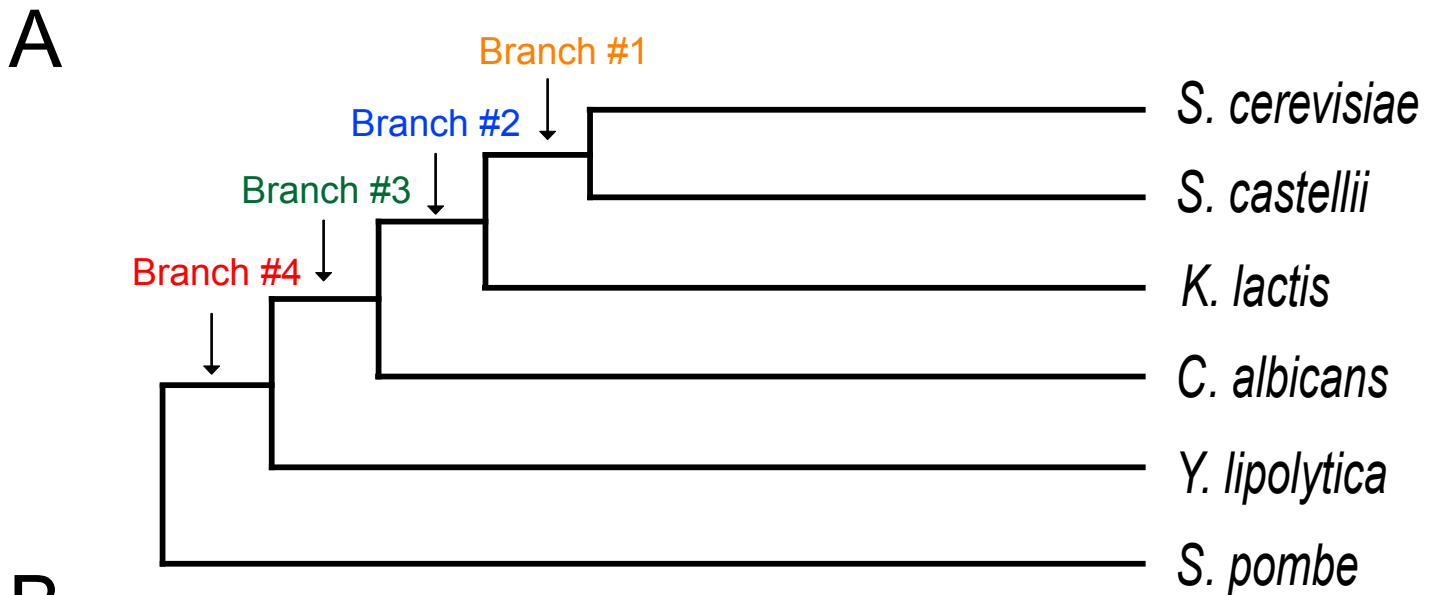 A
Branch #1
S. cerevisiae
Branch #2
S. castellii
Branch #3
Branch #4
K. lactis
C. albicans
Y. lipolytica
S. pombe